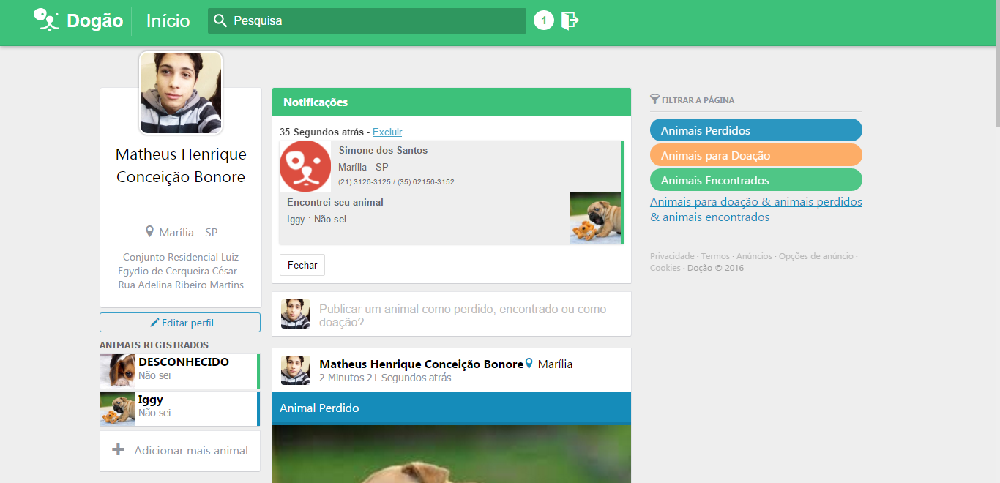 Dogão
Início
Pesquisa
1
Matheus Henrique
Conceição Bonore
Marília - SP
Conjunto Residencial Luiz
Egydio de Cerqueira César -
Rua Adelina Ribeiro Martins
Editar perfil
ANIMAIS REGISTRADOS
DESCONHECIDO
Não sei
Iggy
Não sei
Adicionar mais animal
Notificações
35 Segundos atrás - Excluir
Simone dos Santos
Marília - SP
(21) 3126-3125 / (35) 62156-3152
Encontrei seu animal
Iggy : Não sei
Fechar
Publicar um animal como perdido, encontrado ou como
doação?
Matheus Henrique Conceição Bonore Marília
2 Minutos 21 Segundos atrás
Animal Perdido
FILTRAR A PÁGINA
Animais Perdidos
Animais para Doação
Animais Encontrados
Animais para doação & animais perdidos
& animais encontrados
Privacidade · Termos · Anúncios · Opções de anúncio ·
Cookies · Doção © 2016